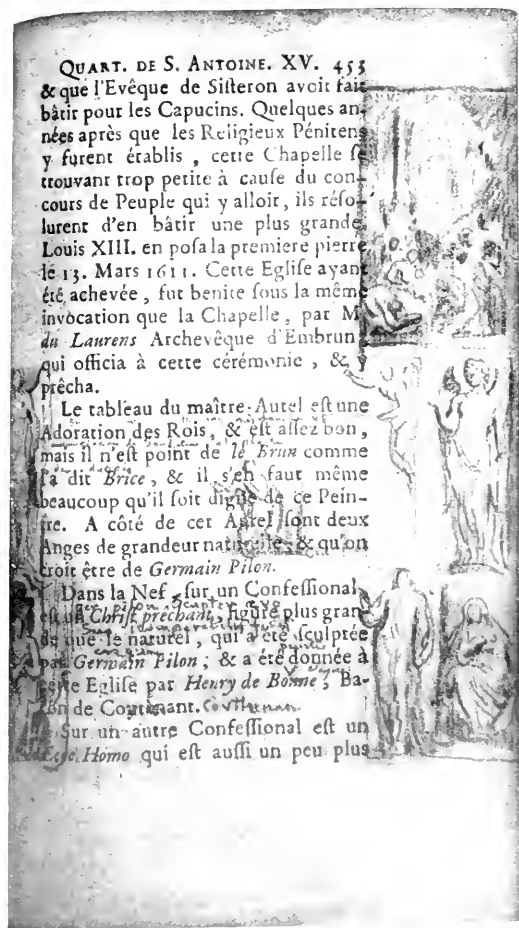 QUART. DE S. ANTOINE. XV. 453
& que l'Evêque de Sisteron avoit fait
bâtir pour les Capucins. Quelques an-
nées après que les Religieux Péniten
y furent établis, cette Chapelle se
trouvant trop petite à cause du con-
cours de Peuple qui y alloit, ils réso-
lurent d'en bâtir une plus grande
Louis XIII. en posa la premiere pierre
le 13. Mars 1611. Cette Eglise ayant
été achevée, fut benite sous la même
invocation que la Chapelle, par M
du Laurens Archevêque d'Embrun
qui officia à cette cérémonie, & y
prêcha.
Le tableau du maître-Autel est une
Adoration des Rois, & est assez bon,
mais il n'est point de le Brun comme
l'a dit Brice, & il s'en faut même
beaucoup qu'il soit digne de ce Pein-
tre. A côté de cet Autel sont deux
Anges de grandeur naturelle, & qu'on
croit être de Germain Pilon.
Dans la Nef, sur un Confessional
est un Christ prêchant, figure plus gran-
de que le naturel, qui a été sculptée
par Germain Pilon; & a été donnée à
cette Eglise par Henry de Bonne, Ba-
ron de Coutenant.
Sur un autre Confessional est un
Ecce Homo qui est aussi un peu plus